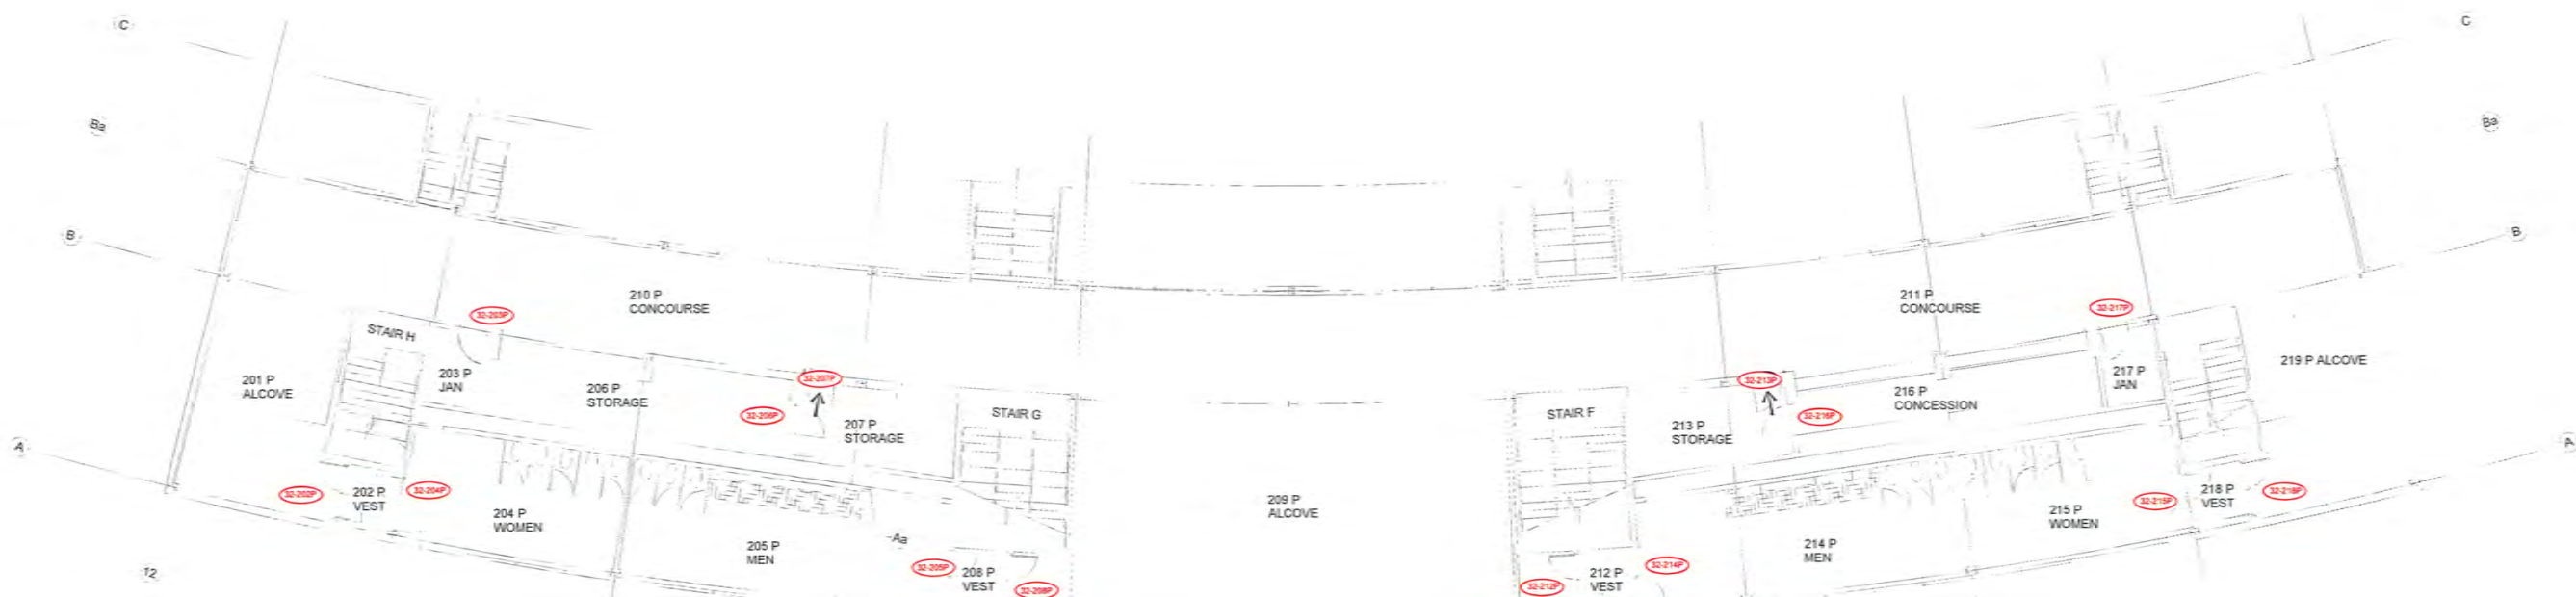 C
C
Ba
Ba
B
B
210 P
CONCOURSE
211 P
CONCOURSE
32-203P
32-217P
STAIR H
219 P ALCOVE
201 P
ALCOVE
203 P
JAN
206 P
STORAGE
32-207P
32-206P
207 P
STORAGE
STAIR G
STAIR F
32-213P
213 P
STORAGE
32-216P
216 P
CONCESSION
217 P
JAN
A
A
32-202P
202 P
VEST
32-204P
204 P
WOMEN
209 P
ALCOVE
215 P
WOMEN
32-215P
218 P
VEST
32-218P
Aa
205 P
MEN
214 P
MEN
32-205P
208 P
VEST
32-208P
32-212P
212 P
VEST
32-214P
12